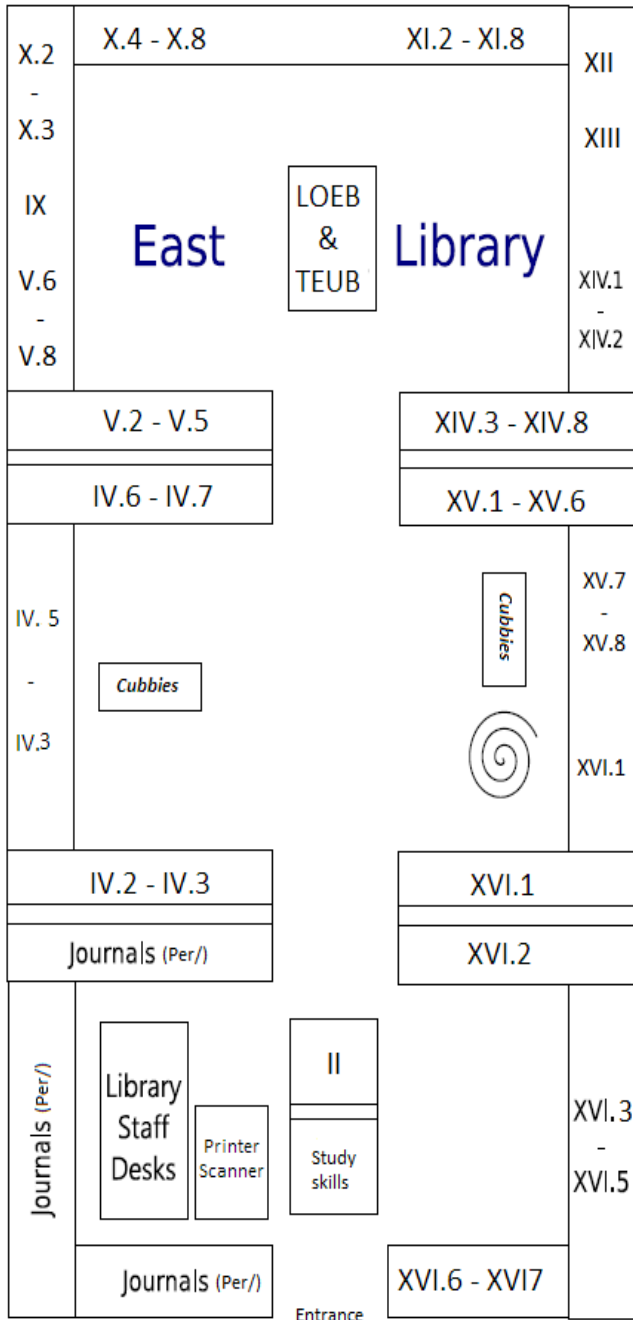 X.4 - X.8
XI.2 - XI.8
X.2
-
X.3
XII
XIII
IX
LOEB
&
TEUB
East
Library
V.6
-
V.8
XIV.1
-
XIV.2
V.2 - V.5
XIV.3 - XIV.8
IV.6 - IV.7
XV.1 - XV.6
IV. 5
-
IV.3
Cubbies
Cubbies
XV.7
-
XV.8
XVI.1
IV.2 - IV.3
XVI.1
Journals (Per/)
XVI.2
Journals (Per/)
Library
Staff
Desks
Printer
Scanner
II
Study
skills
XVI.3
-
XVI.5
Journals (Per/)
XVI.6 - XVI7
Entrance